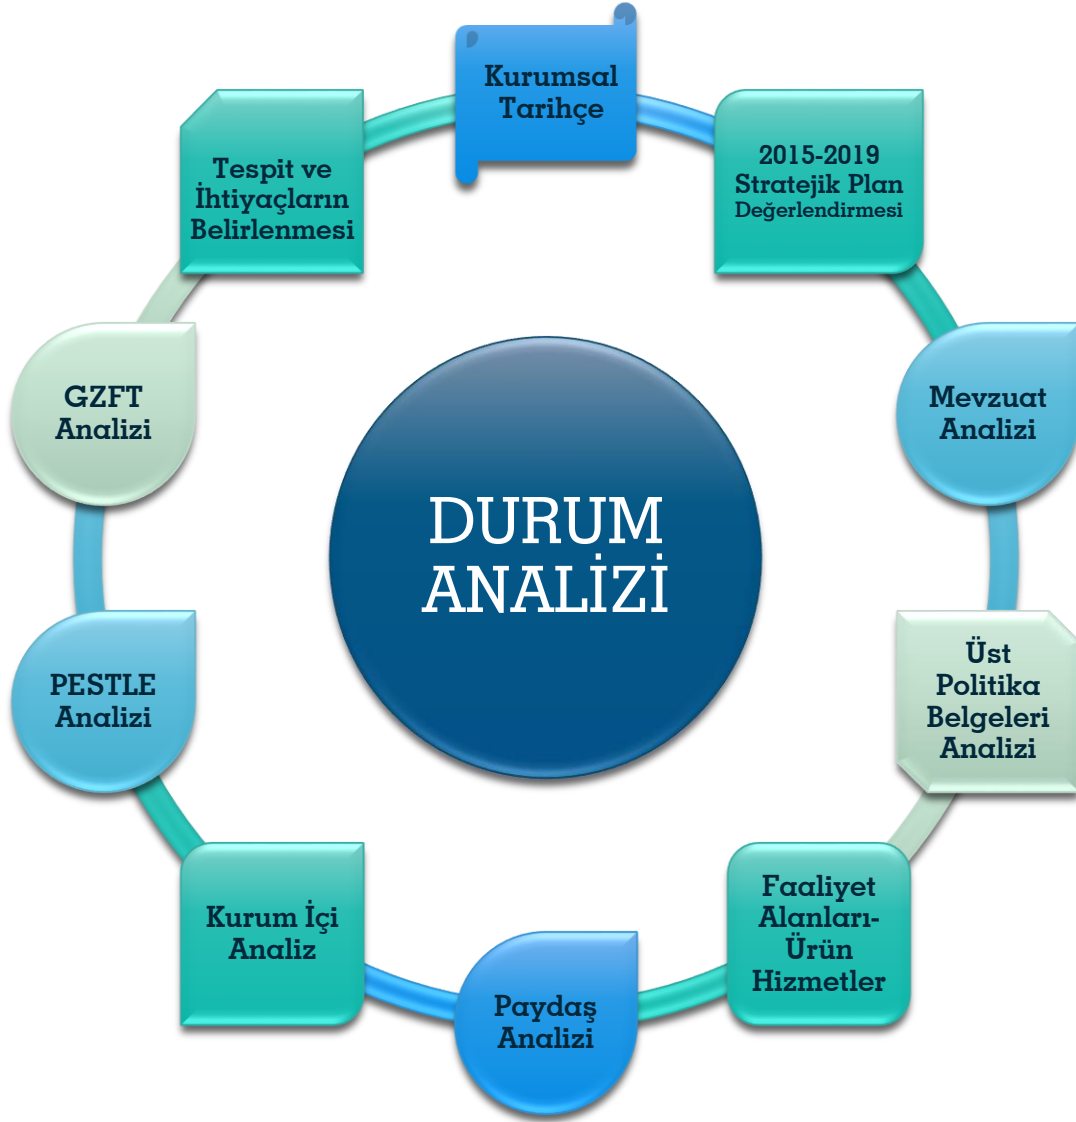 Kurumsal
Tarihçe
2015-2019
Stratejik Plan
Değerlendirmesi
Mevzuat
Analizi
Üst
Politika
Belgeleri
Analizi
Faaliyet
Alanları-
Ürün
Hizmetler
Paydaş
Analizi
Kurum İçi
Analiz
PESTLE
Analizi
GZFT
Analizi
Tespit ve
İhtiyaçların
Belirlenmesi
DURUM
ANALİZİ